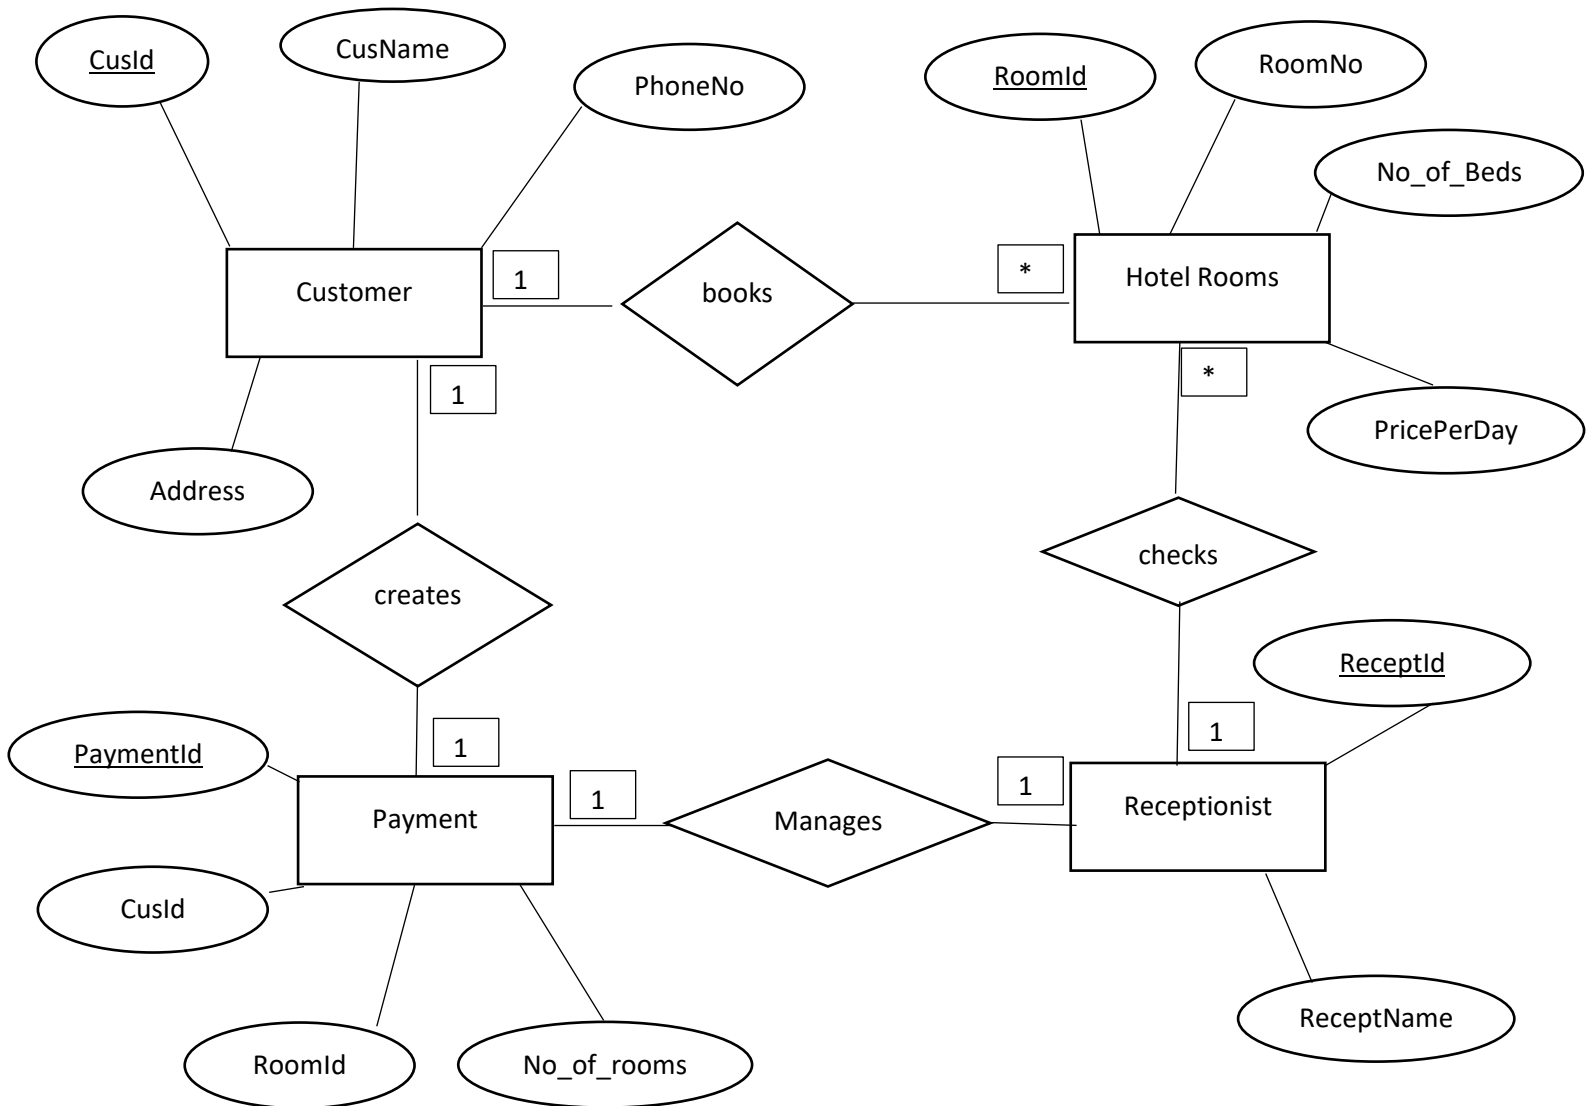 CusId
CusName
PhoneNo
RoomId
RoomNo
No_of_Beds
Customer
1
books
*
Hotel Rooms
1
*
PricePerDay
Address
creates
checks
ReceptId
PaymentId
1
1
Payment
1
Manages
1
Receptionist
CusId
RoomId
No_of_rooms
ReceptName